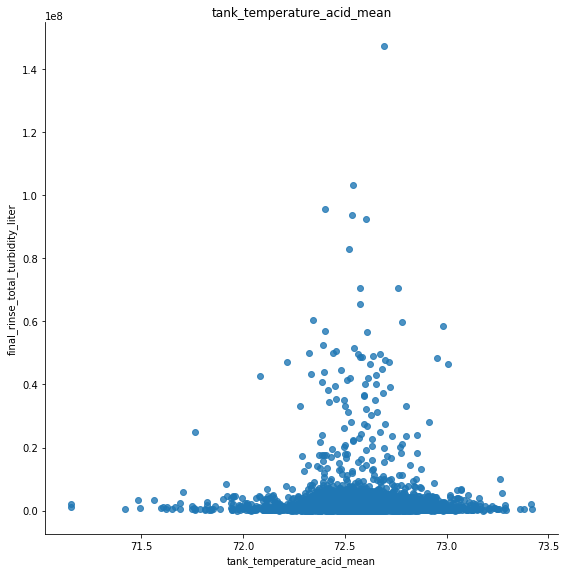 tank_temperature_acid_mean
1e8
1.4
1.2
1.0
0.8
0.6
0.4
0.2
0.0
final_rinse_total_turbidity_liter
71.5 72.0 72.5 73.0 73.5
tank_temperature_acid_mean